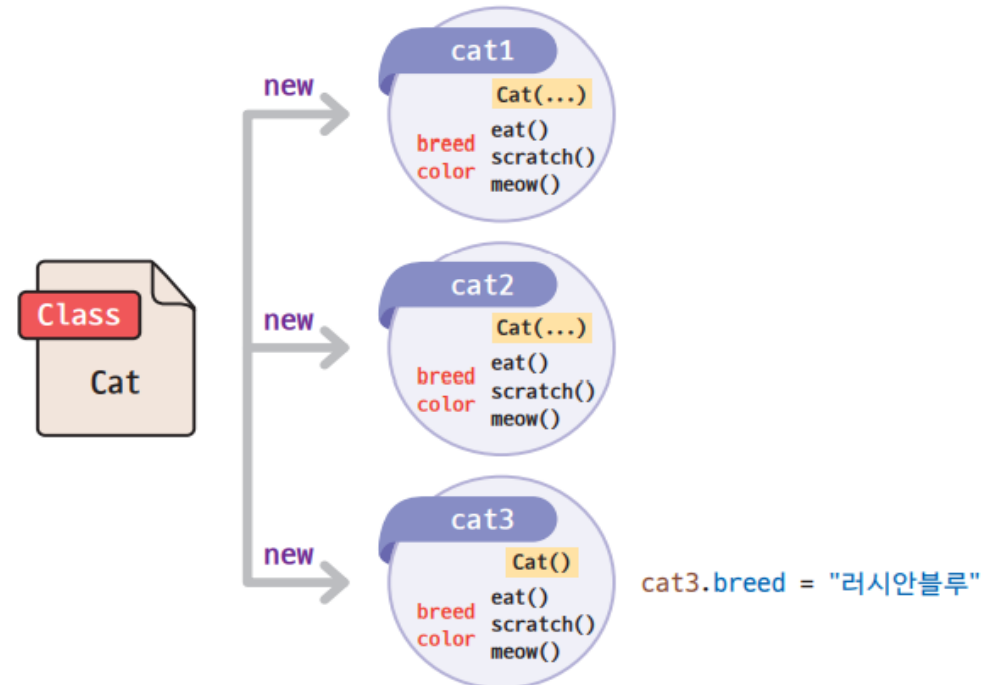 Class
Cat
new
cat1
Cat(...)
breed
color
eat()
scratch()
meow()
new
cat2
Cat(...)
breed
color
eat()
scratch()
meow()
new
cat3
Cat()
breed
color
eat()
scratch()
meow()
cat3.breed = "러시안블루"